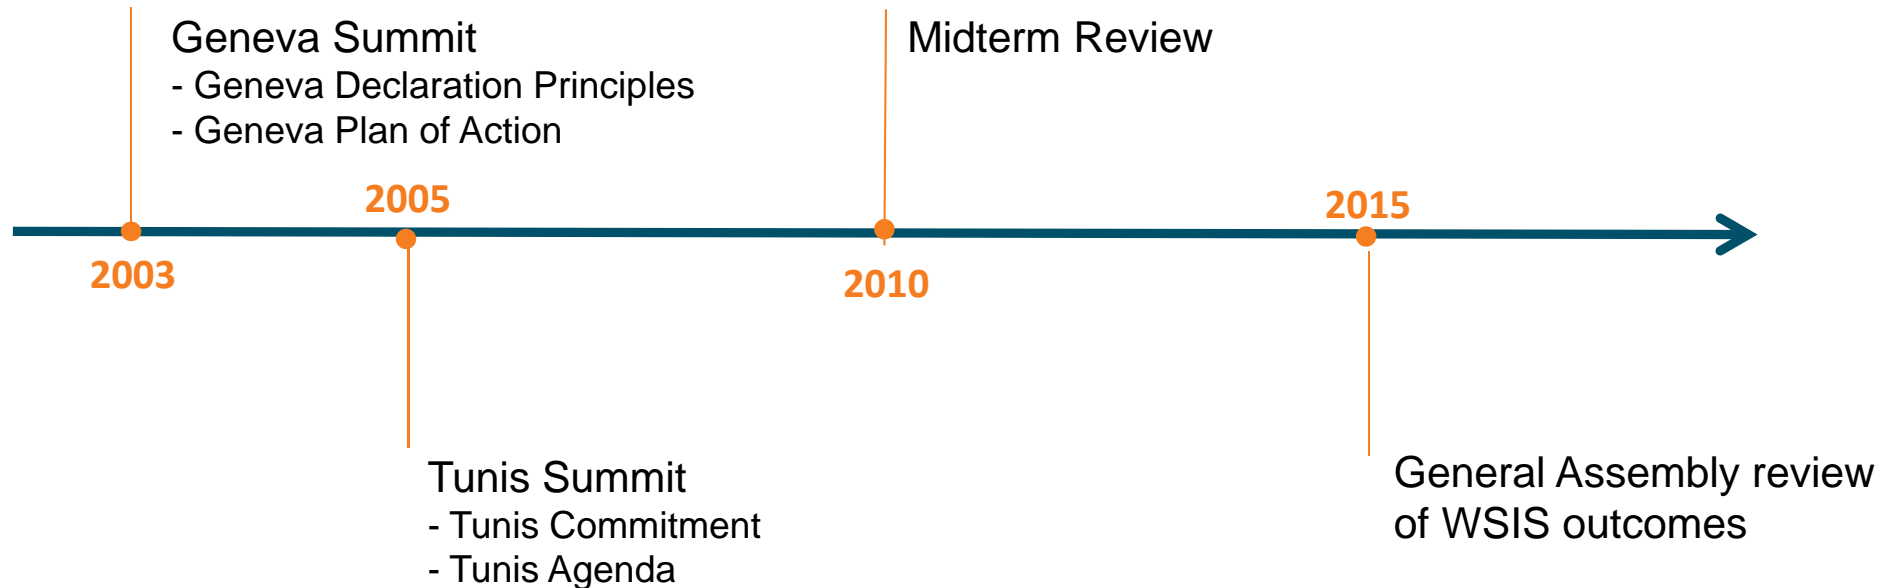 Geneva Summit
- Geneva Declaration Principles
- Geneva Plan of Action
Midterm Review
2003
2005
2010
2015
Tunis Summit
- Tunis Commitment
- Tunis Agenda
General Assembly review
of WSIS outcomes